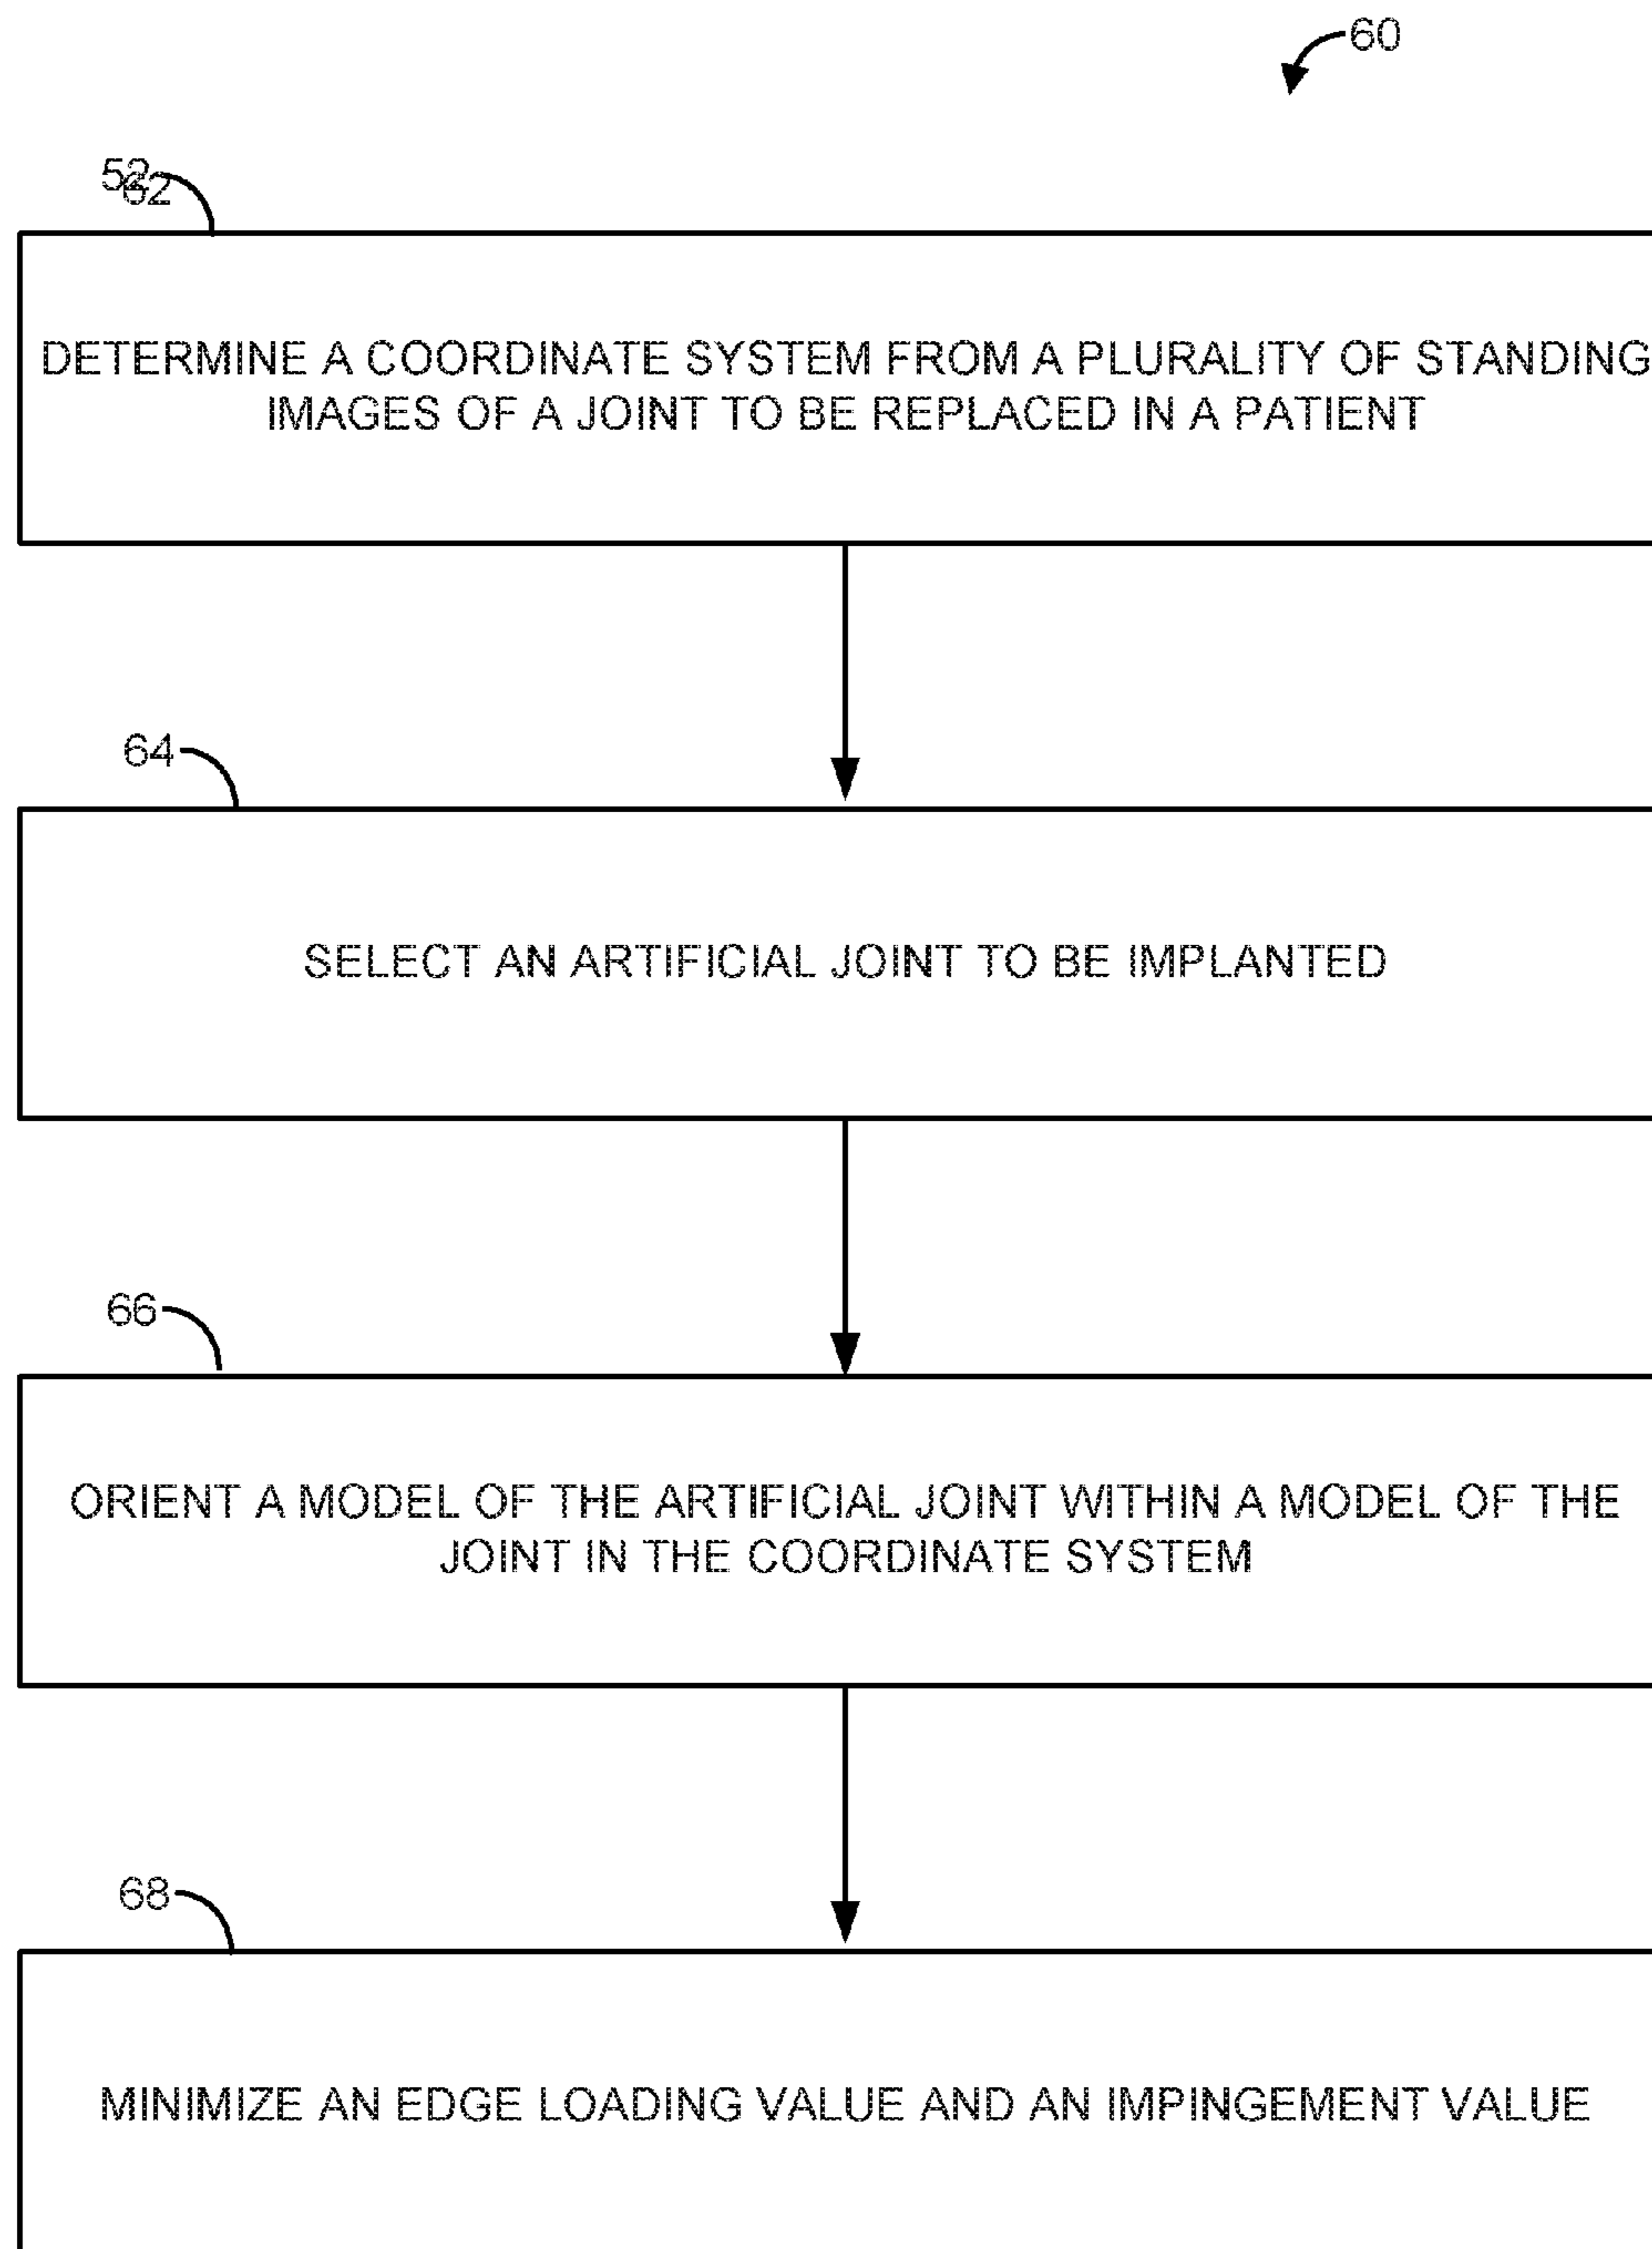 60
52
62
DETERMINE A COORDINATE SYSTEM FROM A PLURALITY OF STANDING
IMAGES OF A JOINT TO BE REPLACED IN A PATIENT
64
SELECT AN ARTIFICIAL JOINT TO BE IMPLANTED
66
ORIENT A MODEL OF THE ARTIFICIAL JOINT WITHIN A MODEL OF THE
JOINT IN THE COORDINATE SYSTEM
68
MINIMIZE AN EDGE LOADING VALUE AND AN IMPINGEMENT VALUE